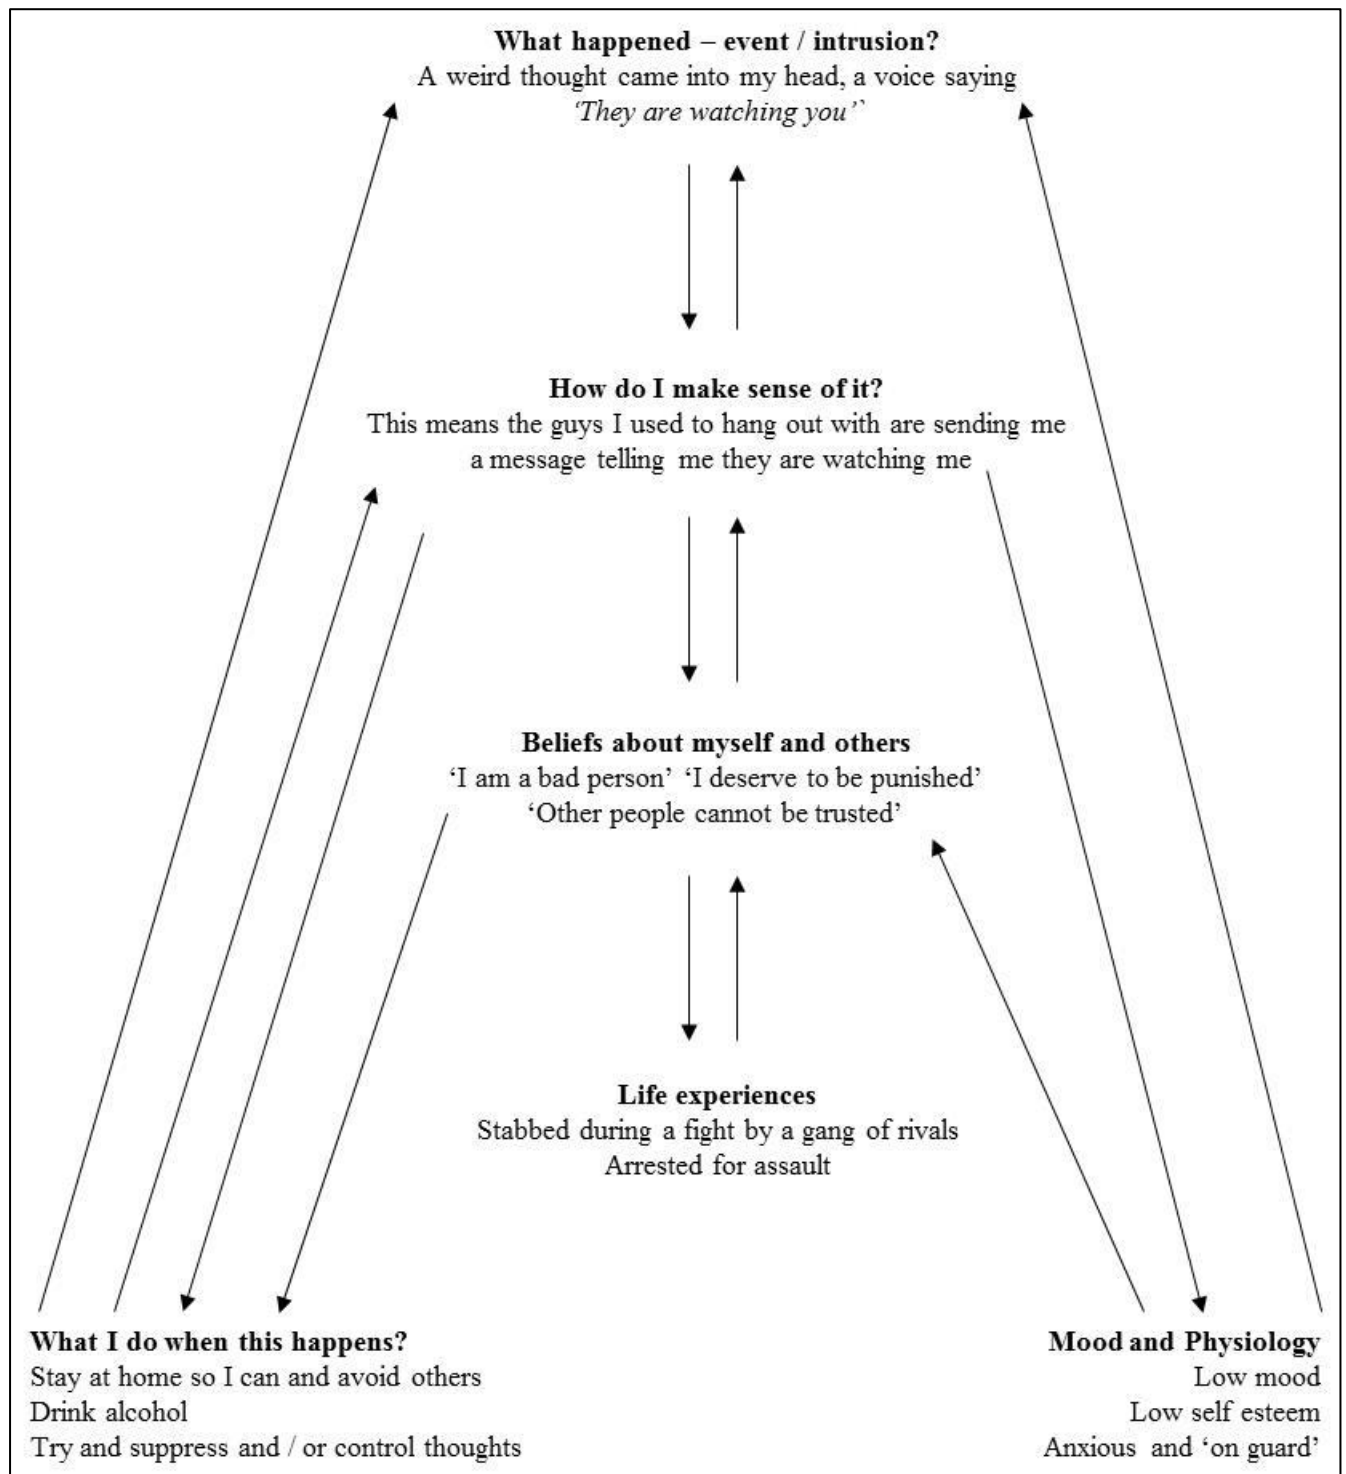 What happened – event / intrusion?
A weird thought came into my head, a voice saying
‘They are watching you’`
How do I make sense of it?
This means the guys I used to hang out with are sending me
a message telling me they are watching me
Beliefs about myself and others
‘I am a bad person’ ‘I deserve to be punished’
‘Other people cannot be trusted’
Life experiences
Stabbed during a fight by a gang of rivals
Arrested for assault
What I do when this happens?
Stay at home so I can and avoid others
Drink alcohol
Try and suppress and / or control thoughts
Mood and Physiology
Low mood
Low self esteem
Anxious and ‘on guard’